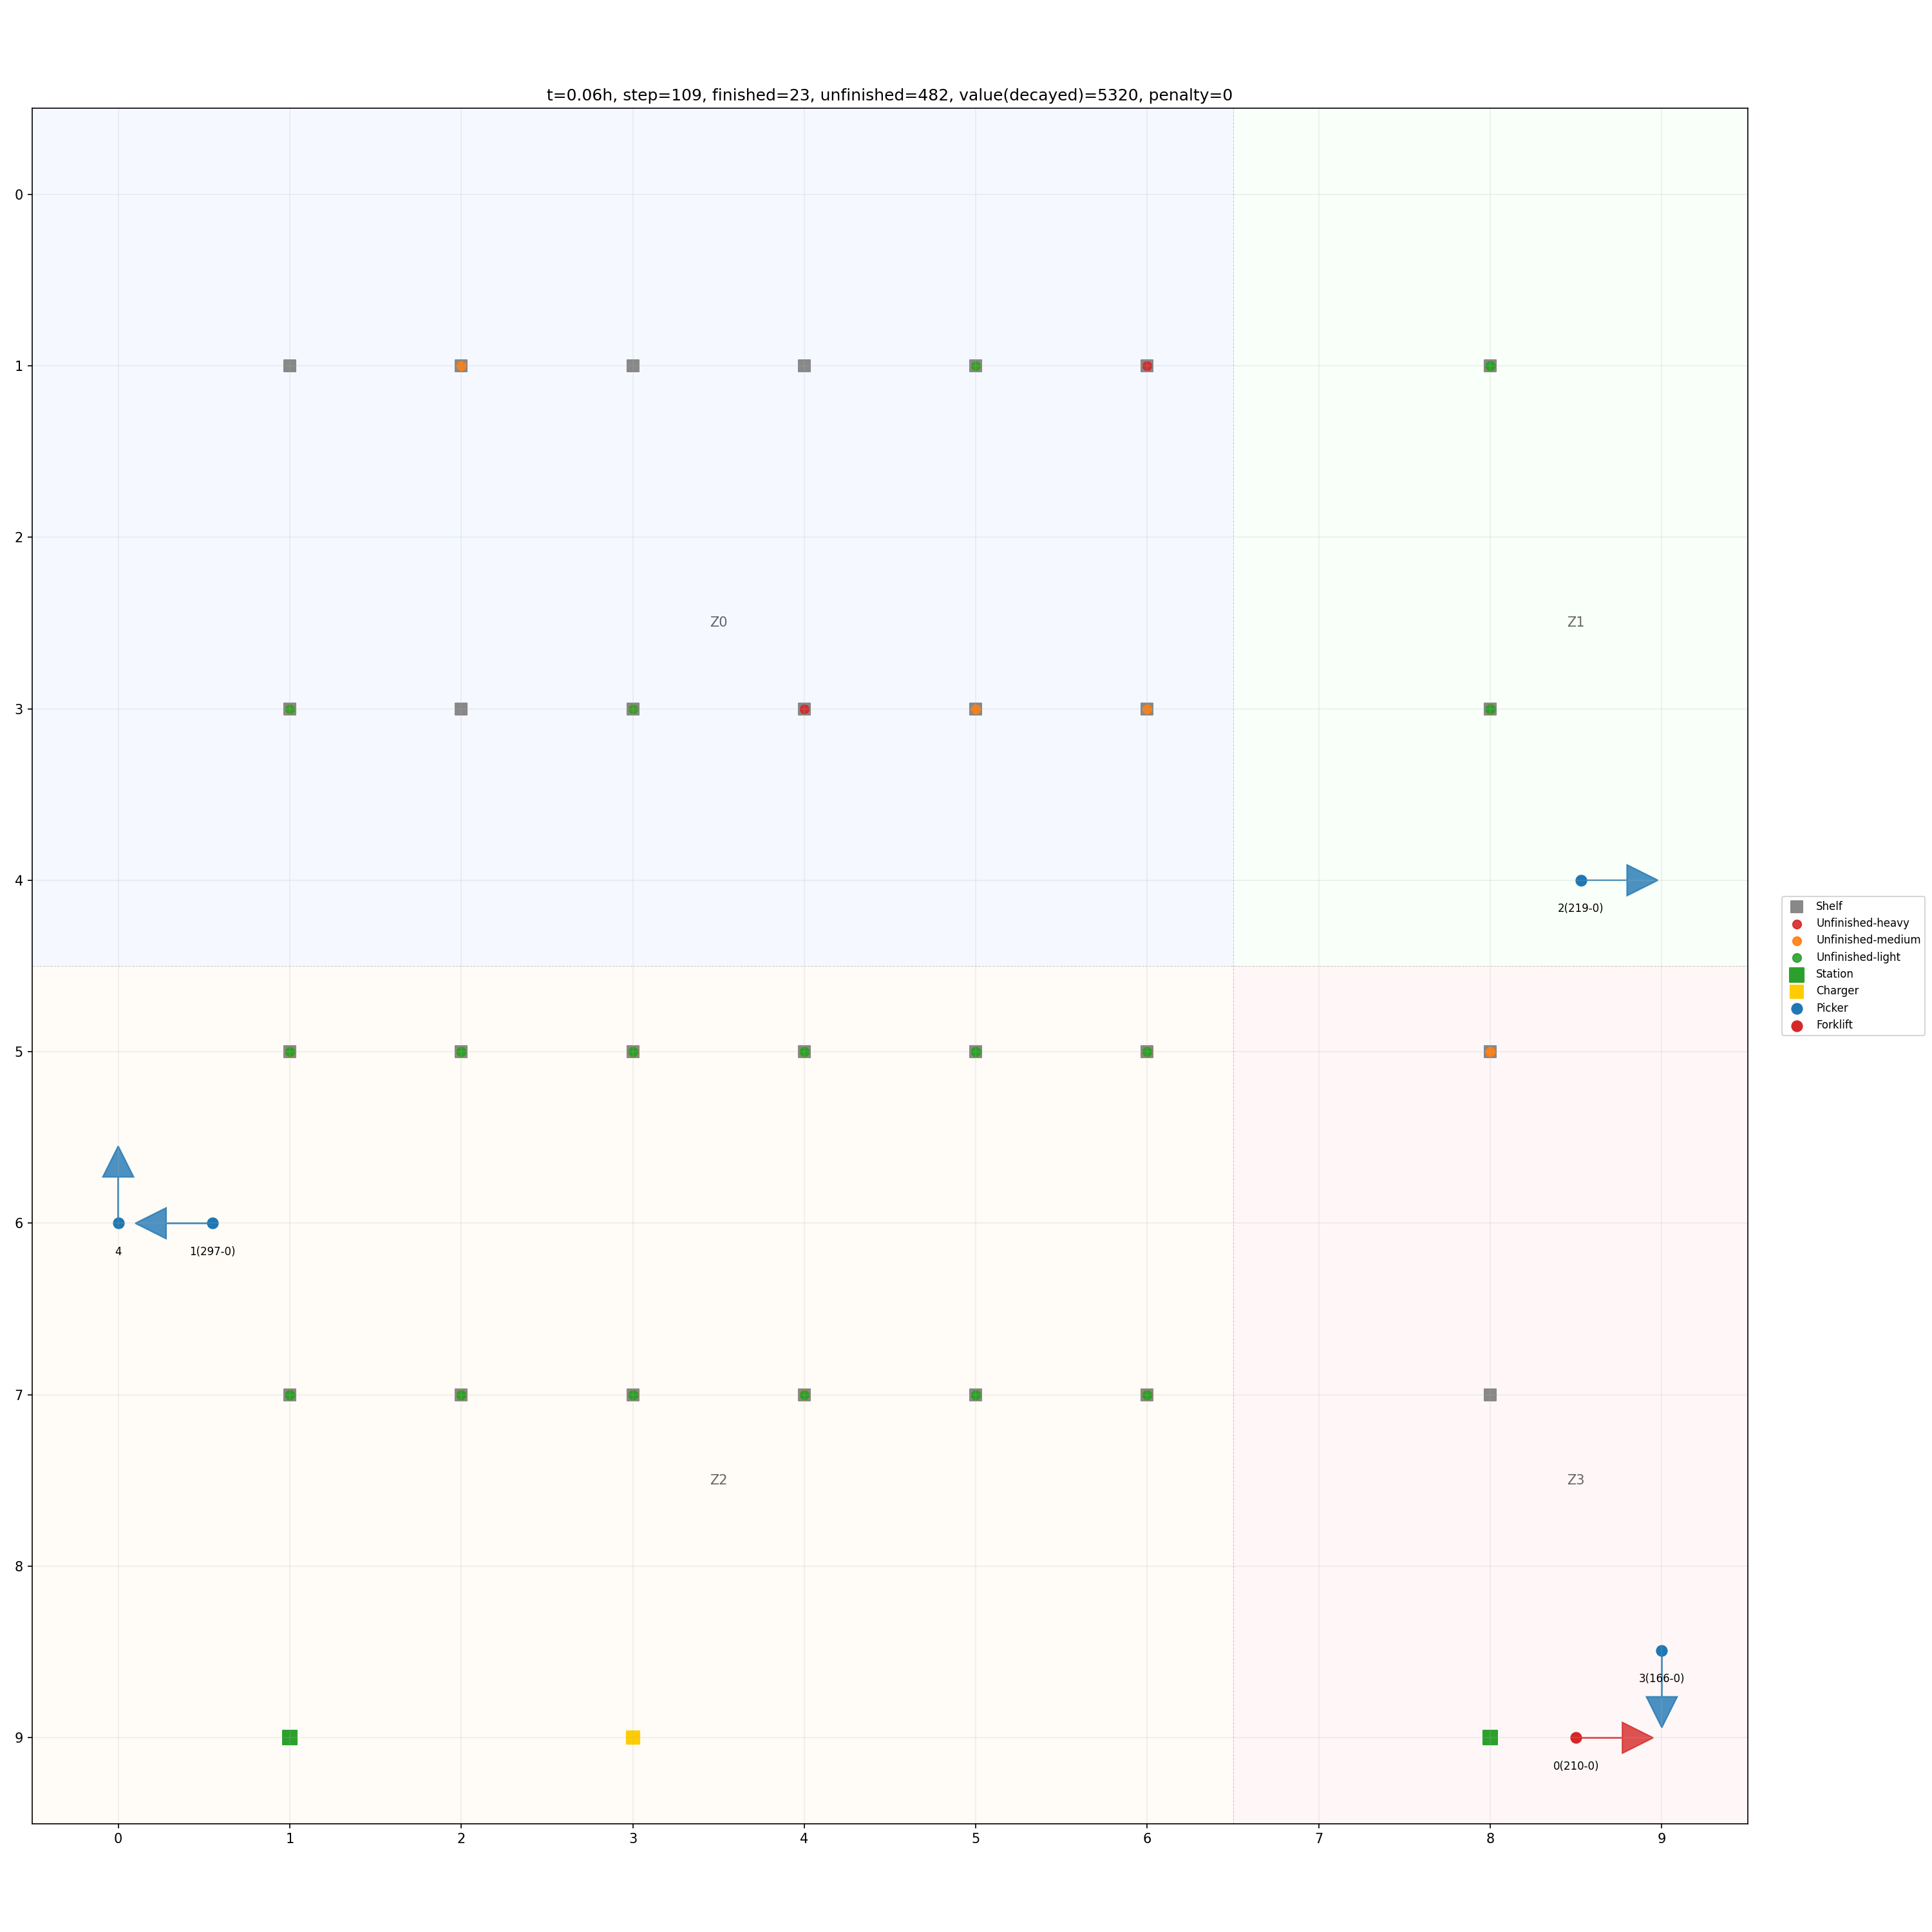 t=0.06h, step=109, finished=23, unfinished=482, value(decayed)=5320, penalty=0
0
1
2
Z0
Z1
3
4
2(219-0)
Shelf
Unfinished-heavy
Unfinished-medium
Unfinished-light
Station
Charger
Picker
Forklift
5
6
4
1(297-0)
7
Z2
Z3
8
3(166-0)
9
0(210-0)
0 1 2 3 4 5 6 7 8 9